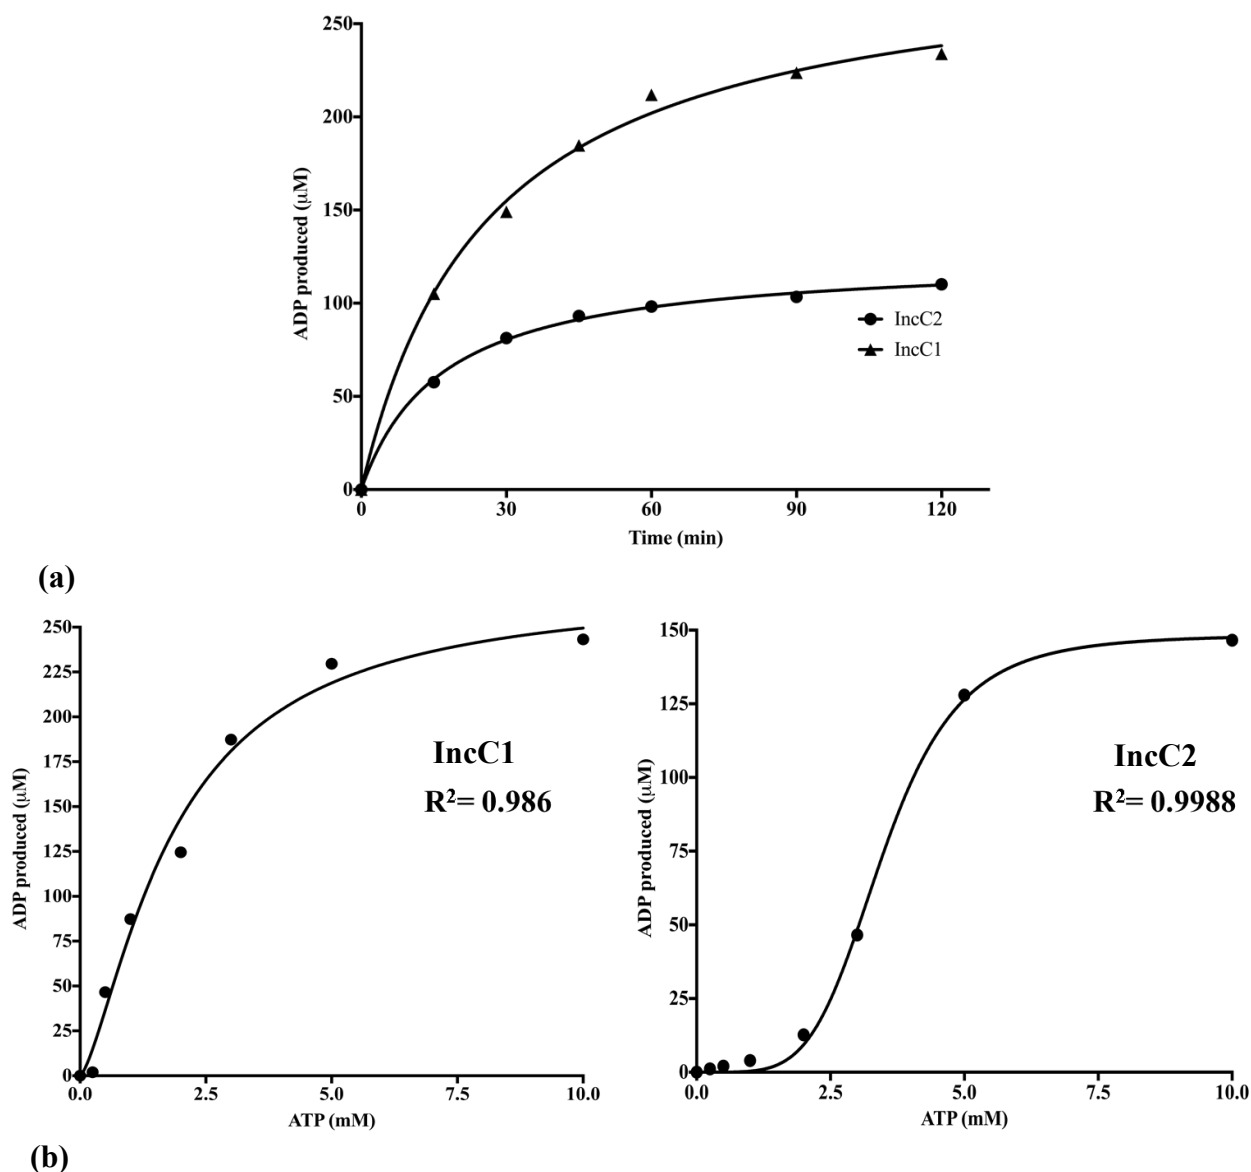 250
200
150
100
50
0
ADP produced (μM)
0 30 60 90 120
Time (min)
IncC2
IncC1
(a)
250
225
200
175
150
125
100
75
50
25
0
ADP produced (μM)
IncC1
R²= 0.986
0.0 2.5 5.0 7.5 10.0
ATP (mM)
150
125
100
75
50
25
0
ADP produced (μM)
IncC2
R²= 0.9988
0.0 2.5 5.0 7.5 10.0
ATP (mM)
(b)